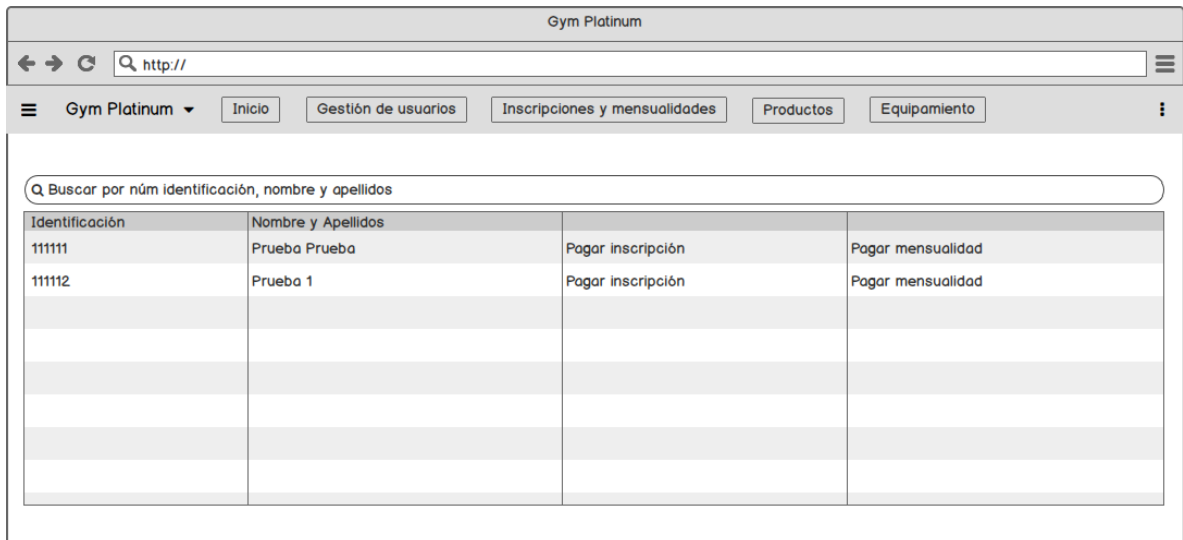 Gym Platinum
http://
Gym Platinum Inicio Gestión de usuarios Inscripciones y mensualidades Productos Equipamiento
Buscar por núm identificación, nombre y apellidos
Identificación Nombre y Apellidos
111111 Prueba Prueba Pagar inscripción Pagar mensualidad
111112 Prueba 1 Pagar inscripción Pagar mensualidad